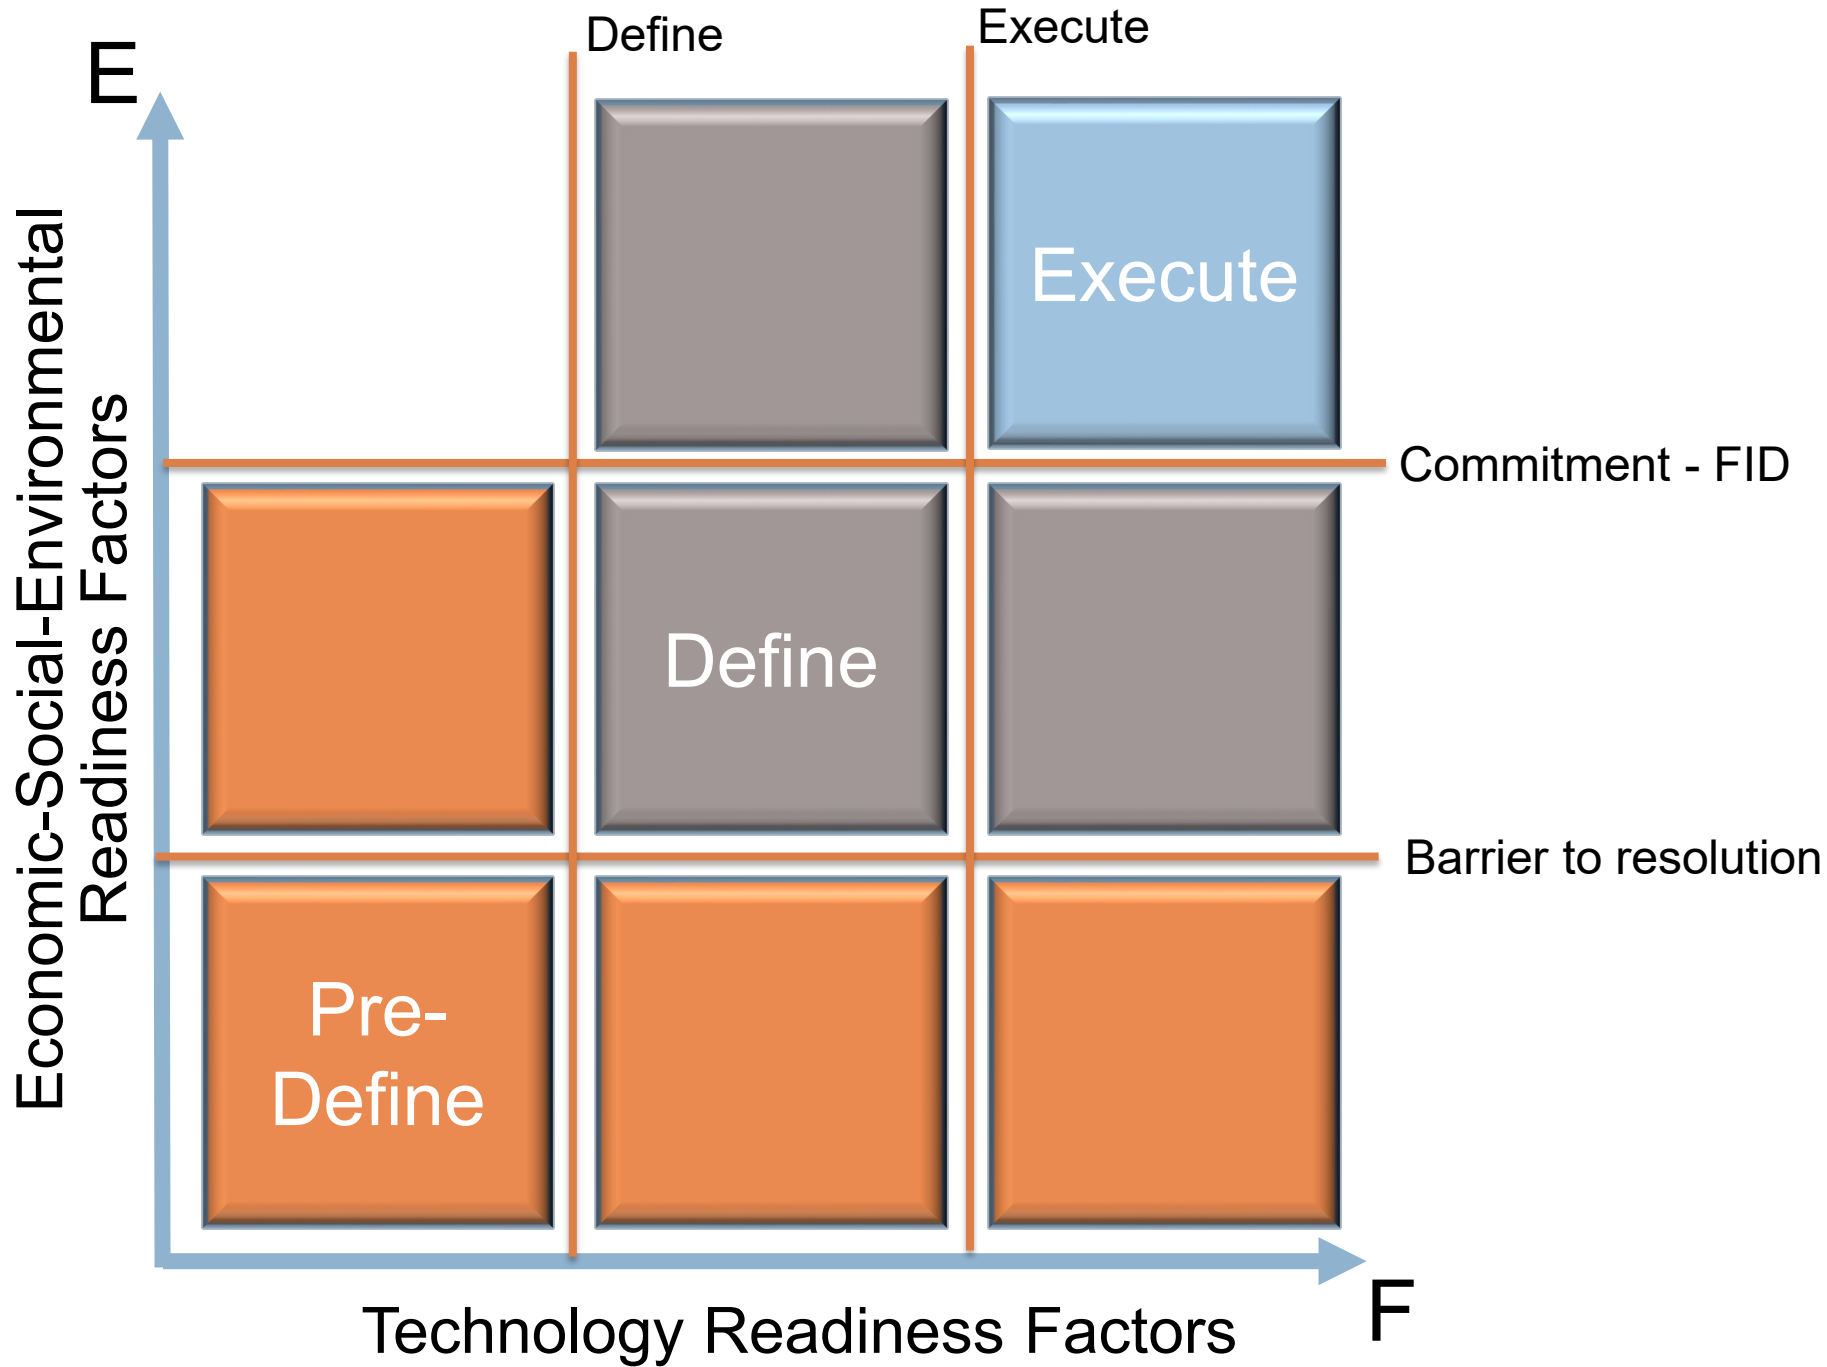 Define
Execute
E
Execute
Economic-Social-Environmental
Readiness Factors
Commitment - FID
Define
Barrier to resolution
Pre-
Define
F
Technology Readiness Factors